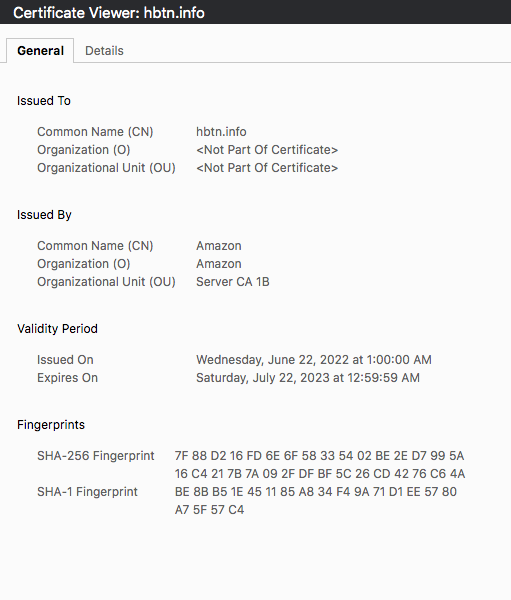 Certificate Viewer: hbtn.info
General Details
Issued To
Common Name (CN) hbtn.info
Organization (O) <Not Part Of Certificate>
Organizational Unit (OU) <Not Part Of Certificate>
Issued By
Common Name (CN) Amazon
Organization (O) Amazon
Organizational Unit (OU) Server CA 1B
Validity Period
Issued On Wednesday, June 22, 2022 at 1:00:00 AM
Expires On Saturday, July 22, 2023 at 12:59:59 AM
Fingerprints
SHA-256 Fingerprint 7F 88 D2 16 FD 6E 6F 58 33 54 02 BE 2E D7 99 5A
16 C4 21 7B 7A 09 2F DF BF 5C 26 CD 42 76 C6 4A
SHA-1 Fingerprint BE 8B B5 1E 45 11 85 A8 34 F4 9A 71 D1 EE 57 80
A7 5F 57 C4